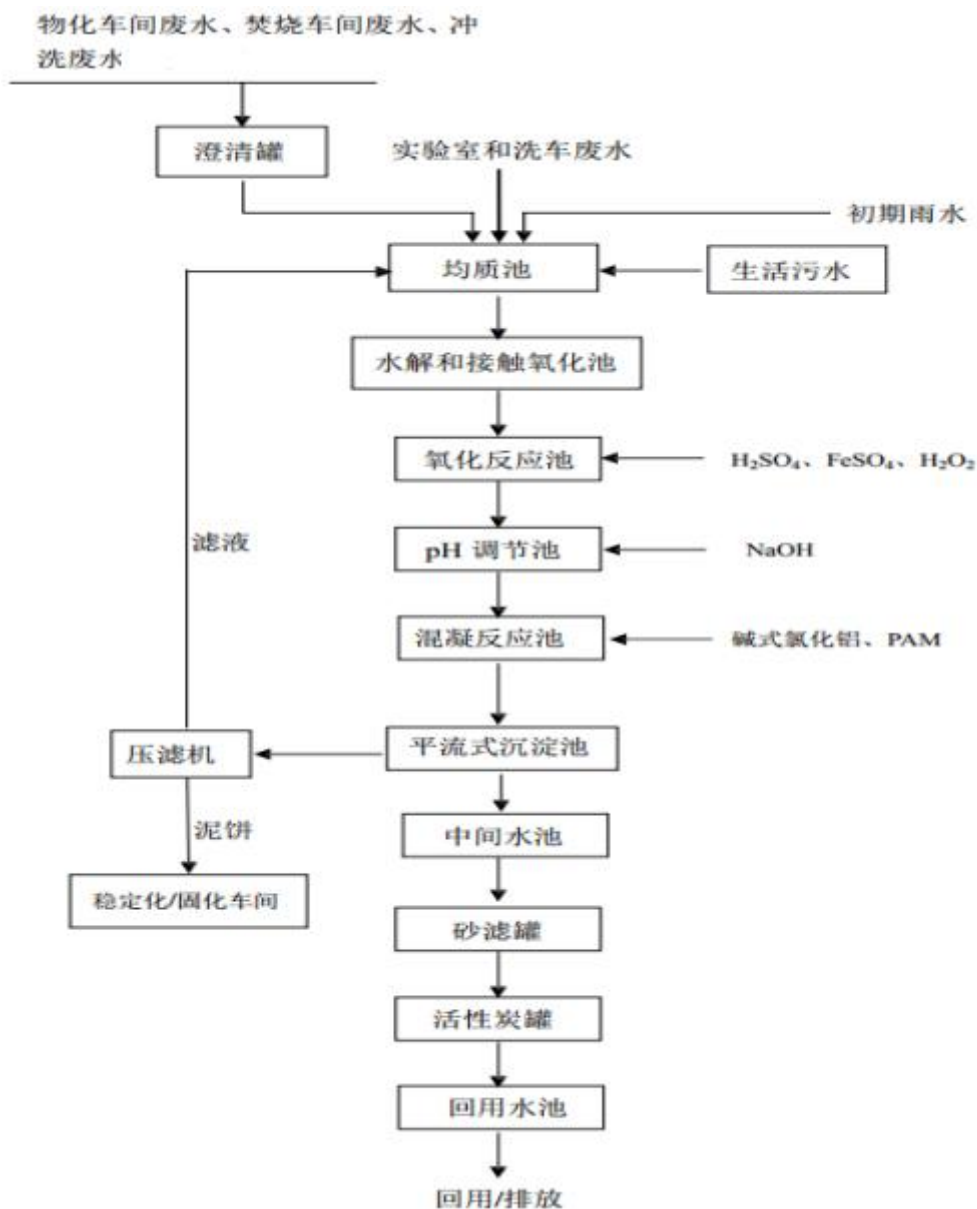 物化车间废水、焚烧车间废水、冲
洗废水
澄清罐
实验室和洗车废水
初期雨水
均质池
生活污水
水解和接触氧化池
氧化反应池
H₂SO₄、FeSO₄、H₂O₂
滤液
pH 调节池
NaOH
混凝反应池
碱式氯化铝、PAM
压滤机
平流式沉淀池
泥饼
中间水池
稳定化/固化车间
砂滤罐
活性炭罐
回用水池
回用/排放